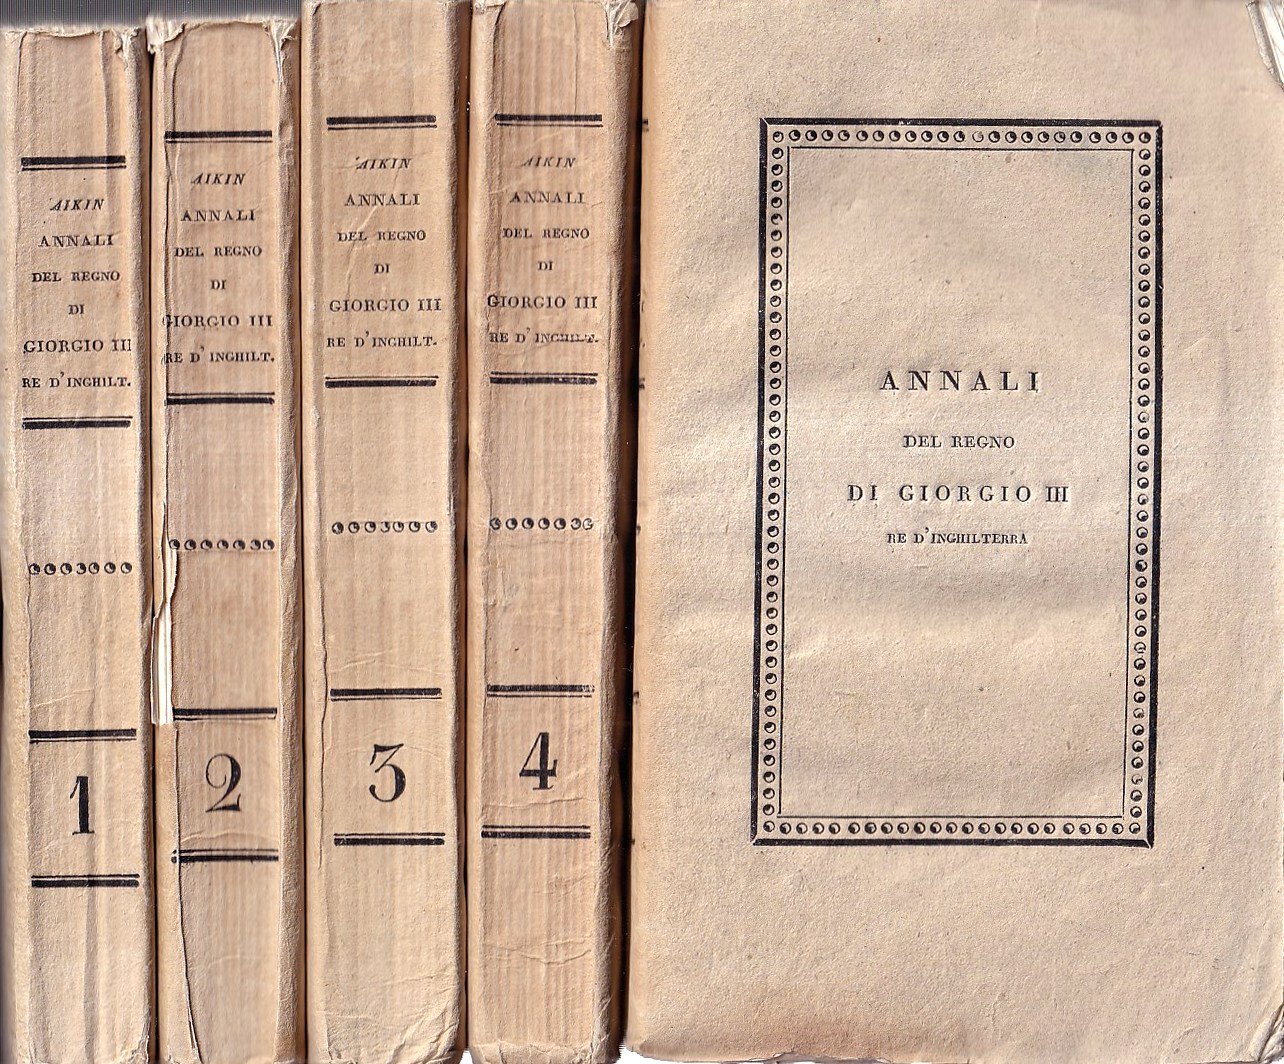 AIKIN
ANNALI
DEL REGNO
DI
GIORGIO III
RE D'INGHILT.
1
AIKIN
ANNALI
DEL REGNO
DI
GIORGIO III
RE D'INGHILT.
2
AIKIN
ANNALI
DEL REGNO
DI
GIORGIO III
RE D'INGHILT.
3
AIKIN
ANNALI
DEL REGNO
DI
GIORGIO III
RE D'INGHILT.
4
ANNALI
DEL REGNO
DI GIORGIO III
RE D'INGHILTERRA